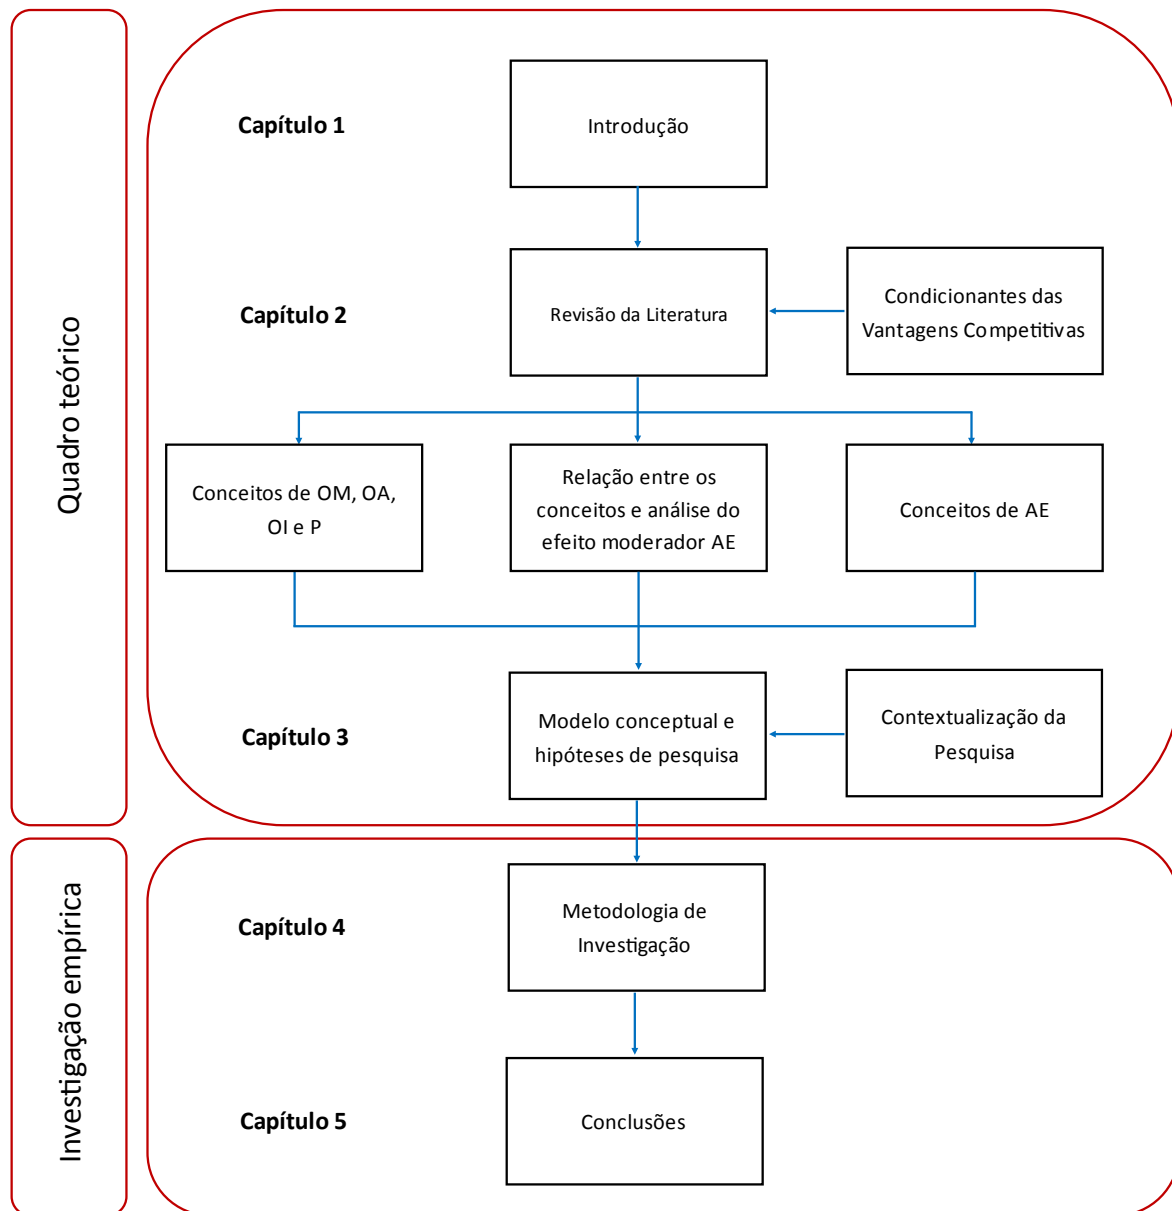 Quadro teórico
Capítulo 1
Introdução
Capítulo 2
Revisão da Literatura
Condicionantes das
Vantagens Competitivas
Conceitos de OM, OA,
OI e P
Relação entre os
conceitos e análise do
efeito moderador AE
Conceitos de AE
Capítulo 3
Modelo conceptual e
hipóteses de pesquisa
Contextualização da
Pesquisa
Investigação empírica
Capítulo 4
Metodologia de
Investigação
Capítulo 5
Conclusões